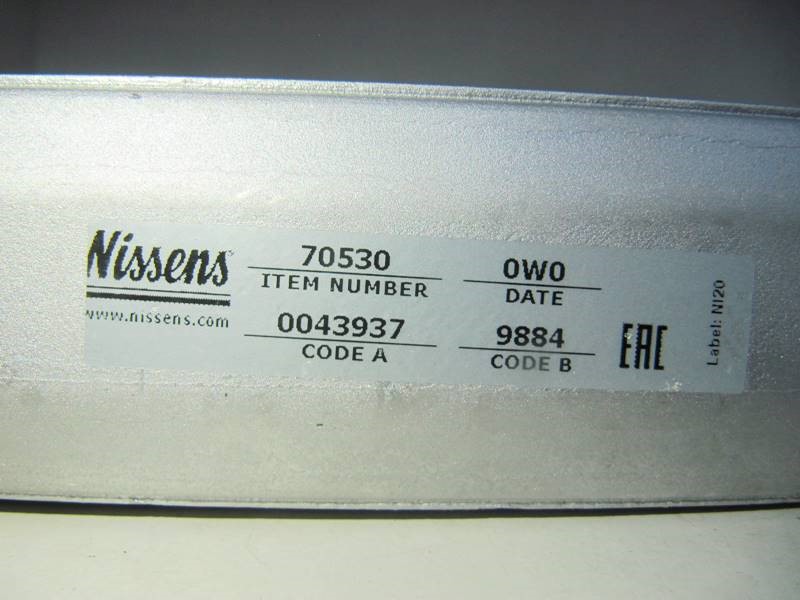 Nissens
www.nissens.com
70530
ITEM NUMBER
0W0
DATE
0043937
CODE A
9884
CODE B
EAC
Label: NI20